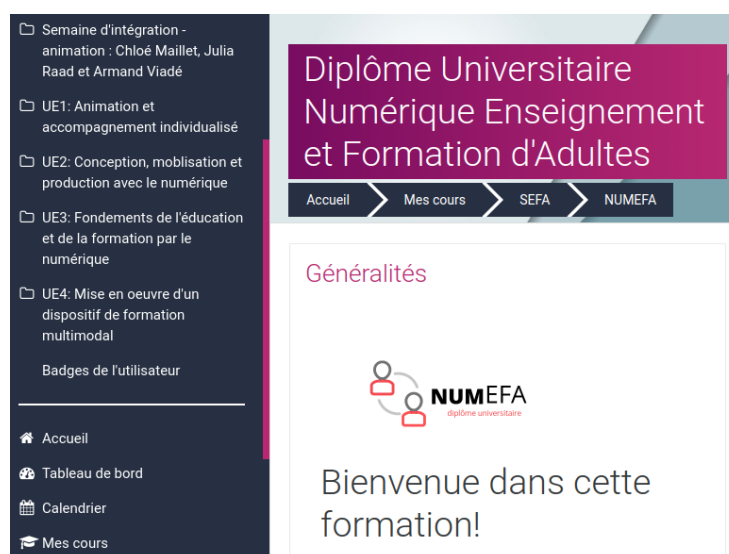 Semaine d'intégration -
animation : Chloé Maillet, Julia
Raad et Armand Viadé
UE1: Animation et
accompagnement individualisé
UE2: Conception, moblisation et
production avec le numérique
UE3: Fondements de l'éducation
et de la formation par le
numérique
UE4: Mise en oeuvre d'un
dispositif de formation
multimodal
Badges de l'utilisateur
Accueil
Tableau de bord
Calendrier
Mes cours
Diplôme Universitaire
Numérique Enseignement
et Formation d'Adultes
Accueil Mes cours SEFA NUMEFA
Généralités
NUMEFA
diplôme universitaire
Bienvenue dans cette
formation!